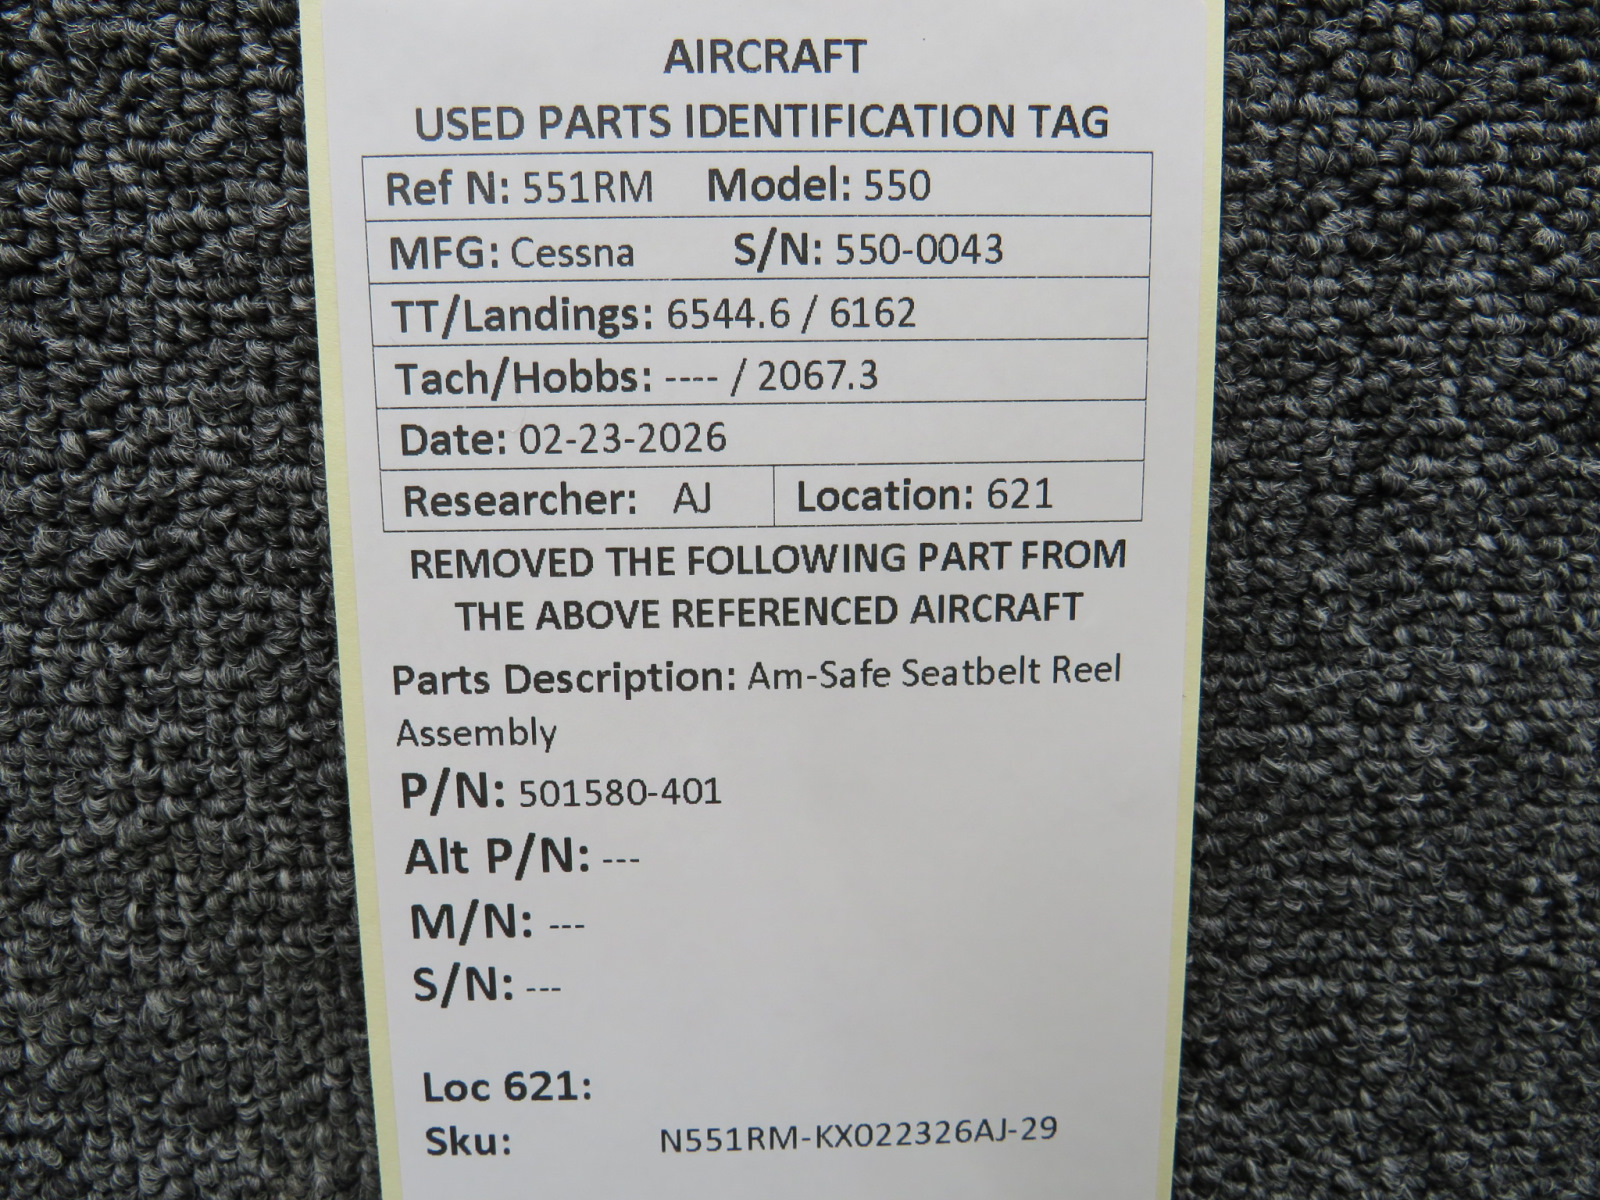 AIRCRAFT
USED PARTS IDENTIFICATION TAG
Ref N: 551RM Model: 550
MFG: Cessna S/N: 550-0043
TT/Landings: 6544.6 / 6162
Tach/Hobbs: ---- / 2067.3
Date: 02-23-2026
Researcher: AJ Location: 621
REMOVED THE FOLLOWING PART FROM
THE ABOVE REFERENCED AIRCRAFT
Parts Description: Am-Safe Seatbelt Reel
Assembly
P/N: 501580-401
Alt P/N: ---
M/N: ---
S/N: ---
Loc 621:
Sku: N551RM-KX022326AJ-29